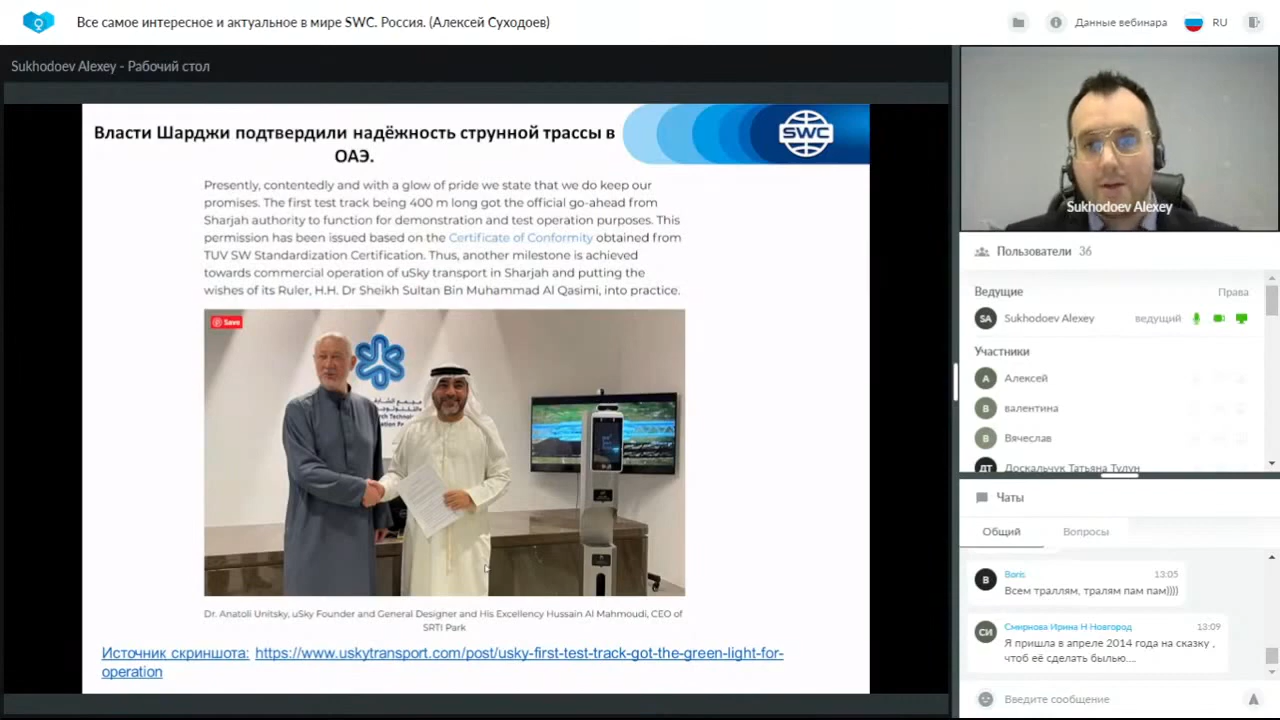 Все самое интересное и актуальное в мире SWC. Россия. (Алексей Суходоев)
Данные вебинара
RU
Sukhodoev Alexey - Рабочий стол
Власти Шарджи подтвердили надёжность струнной трассы в
ОАЭ.
SWC
Presently, contentedly and with a glow of pride we state that we do keep our
promises. The first test track being 400 m long got the official go-ahead from
Sharjah authority to function for demonstration and test operation purposes. This
permission has been issued based on the Certificate of Conformity obtained from
TUV SW Standardization Certification. Thus, another milestone is achieved
towards commercial operation of uSky transport in Sharjah and putting the
wishes of its Ruler, H.H. Dr Sheikh Sultan Bin Muhammad Al Qasimi, into practice.
Save
Dr. Anatoli Unitsky, uSky Founder and General Designer and His Excellency Hussain Al Mahmoudi, CEO of
SRTI Park
Источник скриншота: https://www.uskytransport.com/post/usky-first-test-track-got-the-green-light-for-
operation
Sukhodoev Alexey
Пользователи 36
Ведущие Права
SA Sukhodoev Alexey ведущий
Участники
А Алексей
В валентина
В Вячеслав
ДТ Доскальчук Татьяна Тулун
Чаты
Общий Вопросы
B Boris 13:05
Всем траллям, тралям пам пам))))
СИ Смирнова Ирина Н Новгород 13:09
Я пришла в апреле 2014 года на сказку ,
чтоб её сделать былью....
Введите сообщение